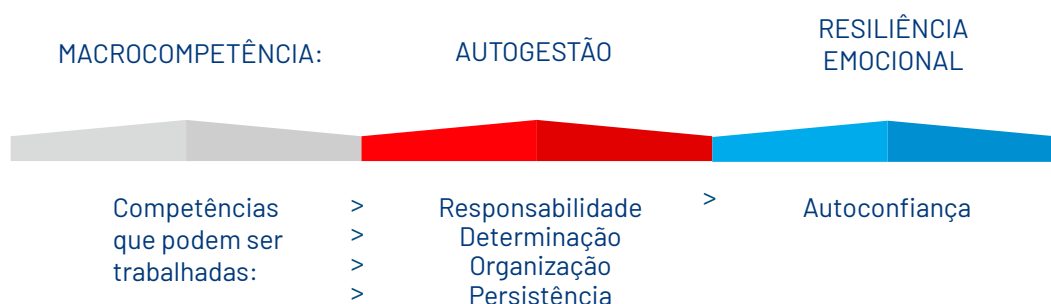 MACROCOMPETÊNCIA:
AUTOGESTÃO
RESILIÊNCIA
EMOCIONAL
Competências
que podem ser
trabalhadas:
> Responsabilidade
> Determinação
> Organização
> Persistência
> Autoconfiança